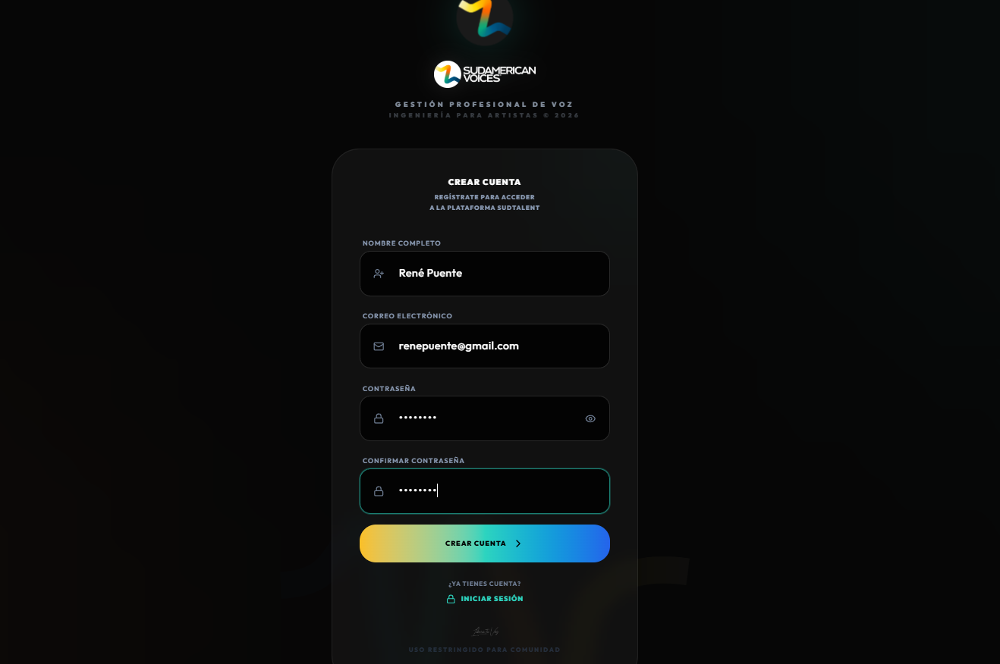 SUDAMERICAN
VOICES
GESTIÓN PROFESIONAL DE VOZ
INGENIERÍA PARA ARTISTAS © 2026
CREAR CUENTA
REGÍSTRATE PARA ACCEDER
A LA PLATAFORMA SUDTALENT
NOMBRE COMPLETO
René Puente
CORREO ELECTRÓNICO
renepuente@gmail.com
CONTRASEÑA
••••••••
CONFIRMAR CONTRASEÑA
••••••••
CREAR CUENTA
¿YA TIENES CUENTA?
INICIAR SESIÓN
USO RESTRINGIDO PARA COMUNIDAD